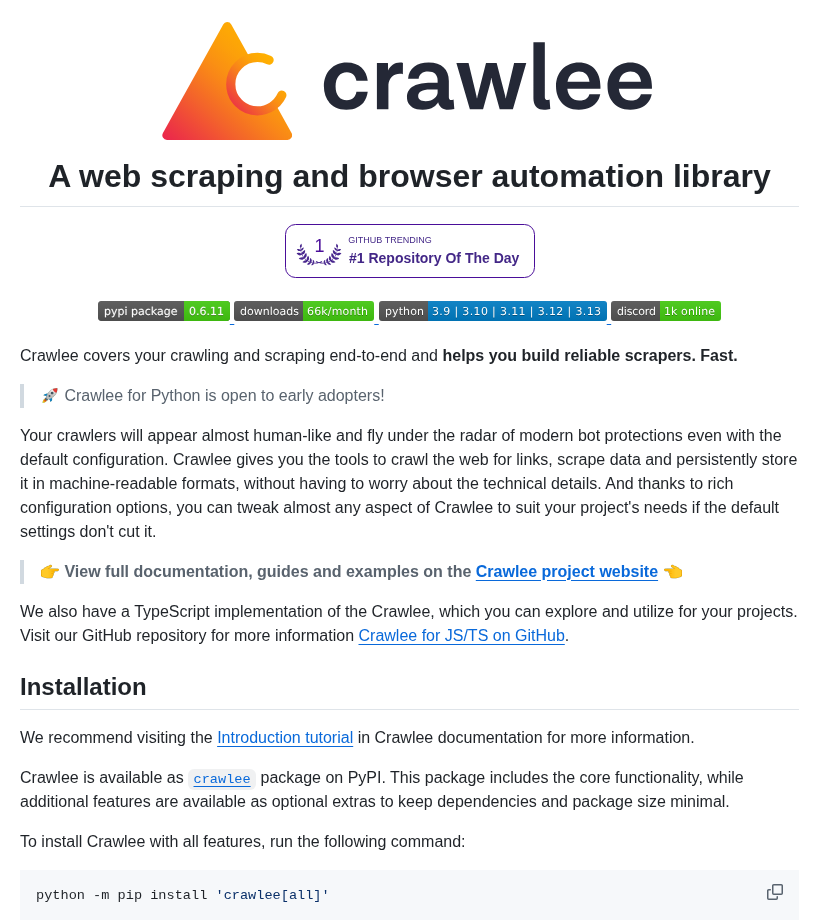 crawlee
A web scraping and browser automation library
1
GITHUB TRENDING
#1 Repository Of The Day
pypi package 0.6.11 downloads 66k/month python 3.9 | 3.10 | 3.11 | 3.12 | 3.13 discord 1k online
Crawlee covers your crawling and scraping end-to-end and helps you build reliable scrapers. Fast.
🚀 Crawlee for Python is open to early adopters!
Your crawlers will appear almost human-like and fly under the radar of modern bot protections even with the
default configuration. Crawlee gives you the tools to crawl the web for links, scrape data and persistently store
it in machine-readable formats, without having to worry about the technical details. And thanks to rich
configuration options, you can tweak almost any aspect of Crawlee to suit your project's needs if the default
settings don't cut it.
👉 View full documentation, guides and examples on the Crawlee project website 👈
We also have a TypeScript implementation of the Crawlee, which you can explore and utilize for your projects.
Visit our GitHub repository for more information Crawlee for JS/TS on GitHub.
Installation
We recommend visiting the Introduction tutorial in Crawlee documentation for more information.
Crawlee is available as crawlee package on PyPI. This package includes the core functionality, while
additional features are available as optional extras to keep dependencies and package size minimal.
To install Crawlee with all features, run the following command:
python -m pip install 'crawlee[all]'